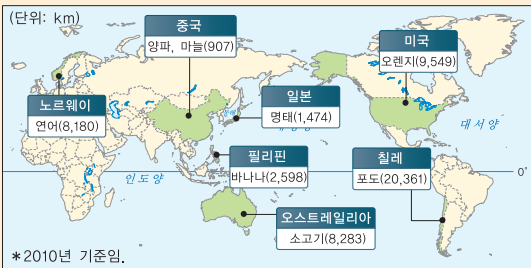 (단위: km)
중국
양파, 마늘(907)
미국
오렌지(9,549)
노르웨이
연어(8,180)
일본
명태(1,474)
대서양
필리핀
바나나(2,598)
칠레
포도(20,361)
0°
인도양
오스트레일리아
소고기(8,283)
*2010년 기준임.